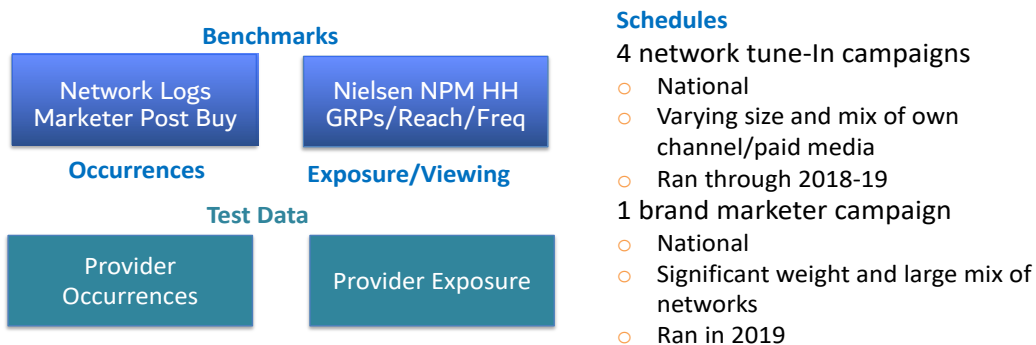 Benchmarks
Network Logs
Marketer Post Buy
Nielsen NPM HH
GRPs/Reach/Freq
Occurrences
Exposure/Viewing
Test Data
Provider
Occurrences
Provider Exposure
Schedules
4 network tune-In campaigns
o National
o Varying size and mix of own
channel/paid media
o Ran through 2018-19
1 brand marketer campaign
o National
o Significant weight and large mix of
networks
o Ran in 2019